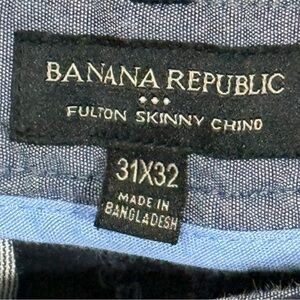 BANANA REPUBLIC
FULTON SKINNY CHINO
31X32
MADE IN
BANGLADESH